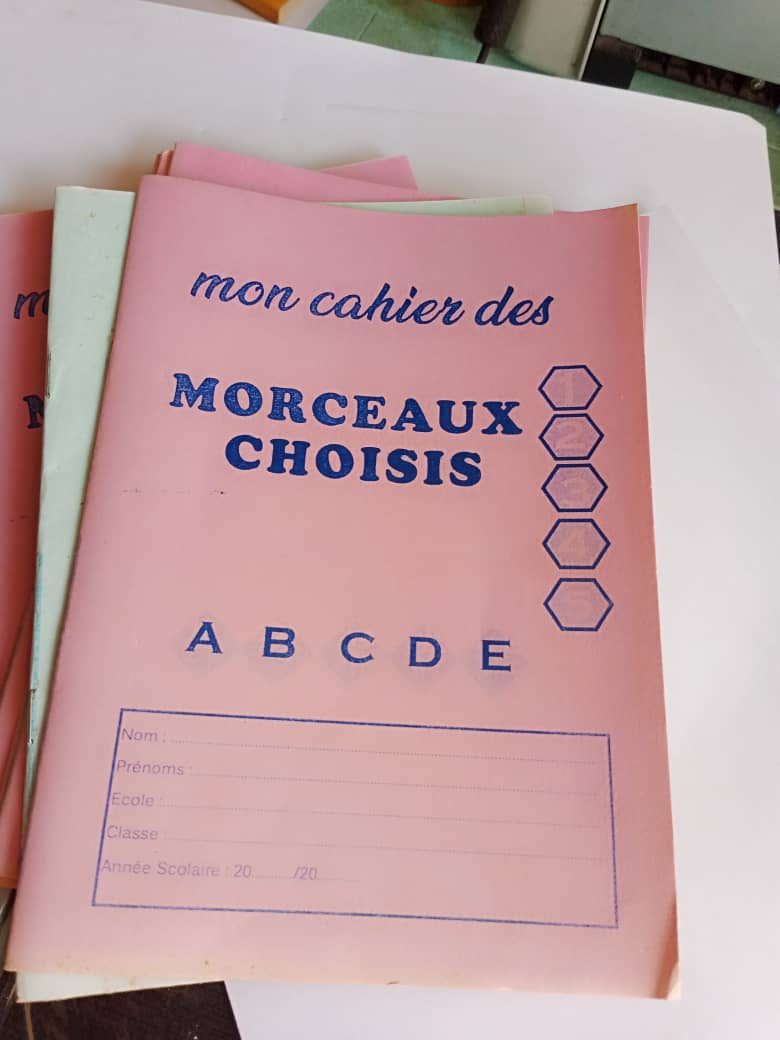 mon cahier des
MORCEAUX
CHOISIS
1
2
3
4
5
A B C D E
Nom :
Prénoms :
Ecole :
Classe :
Année Scolaire : 20........./20.........